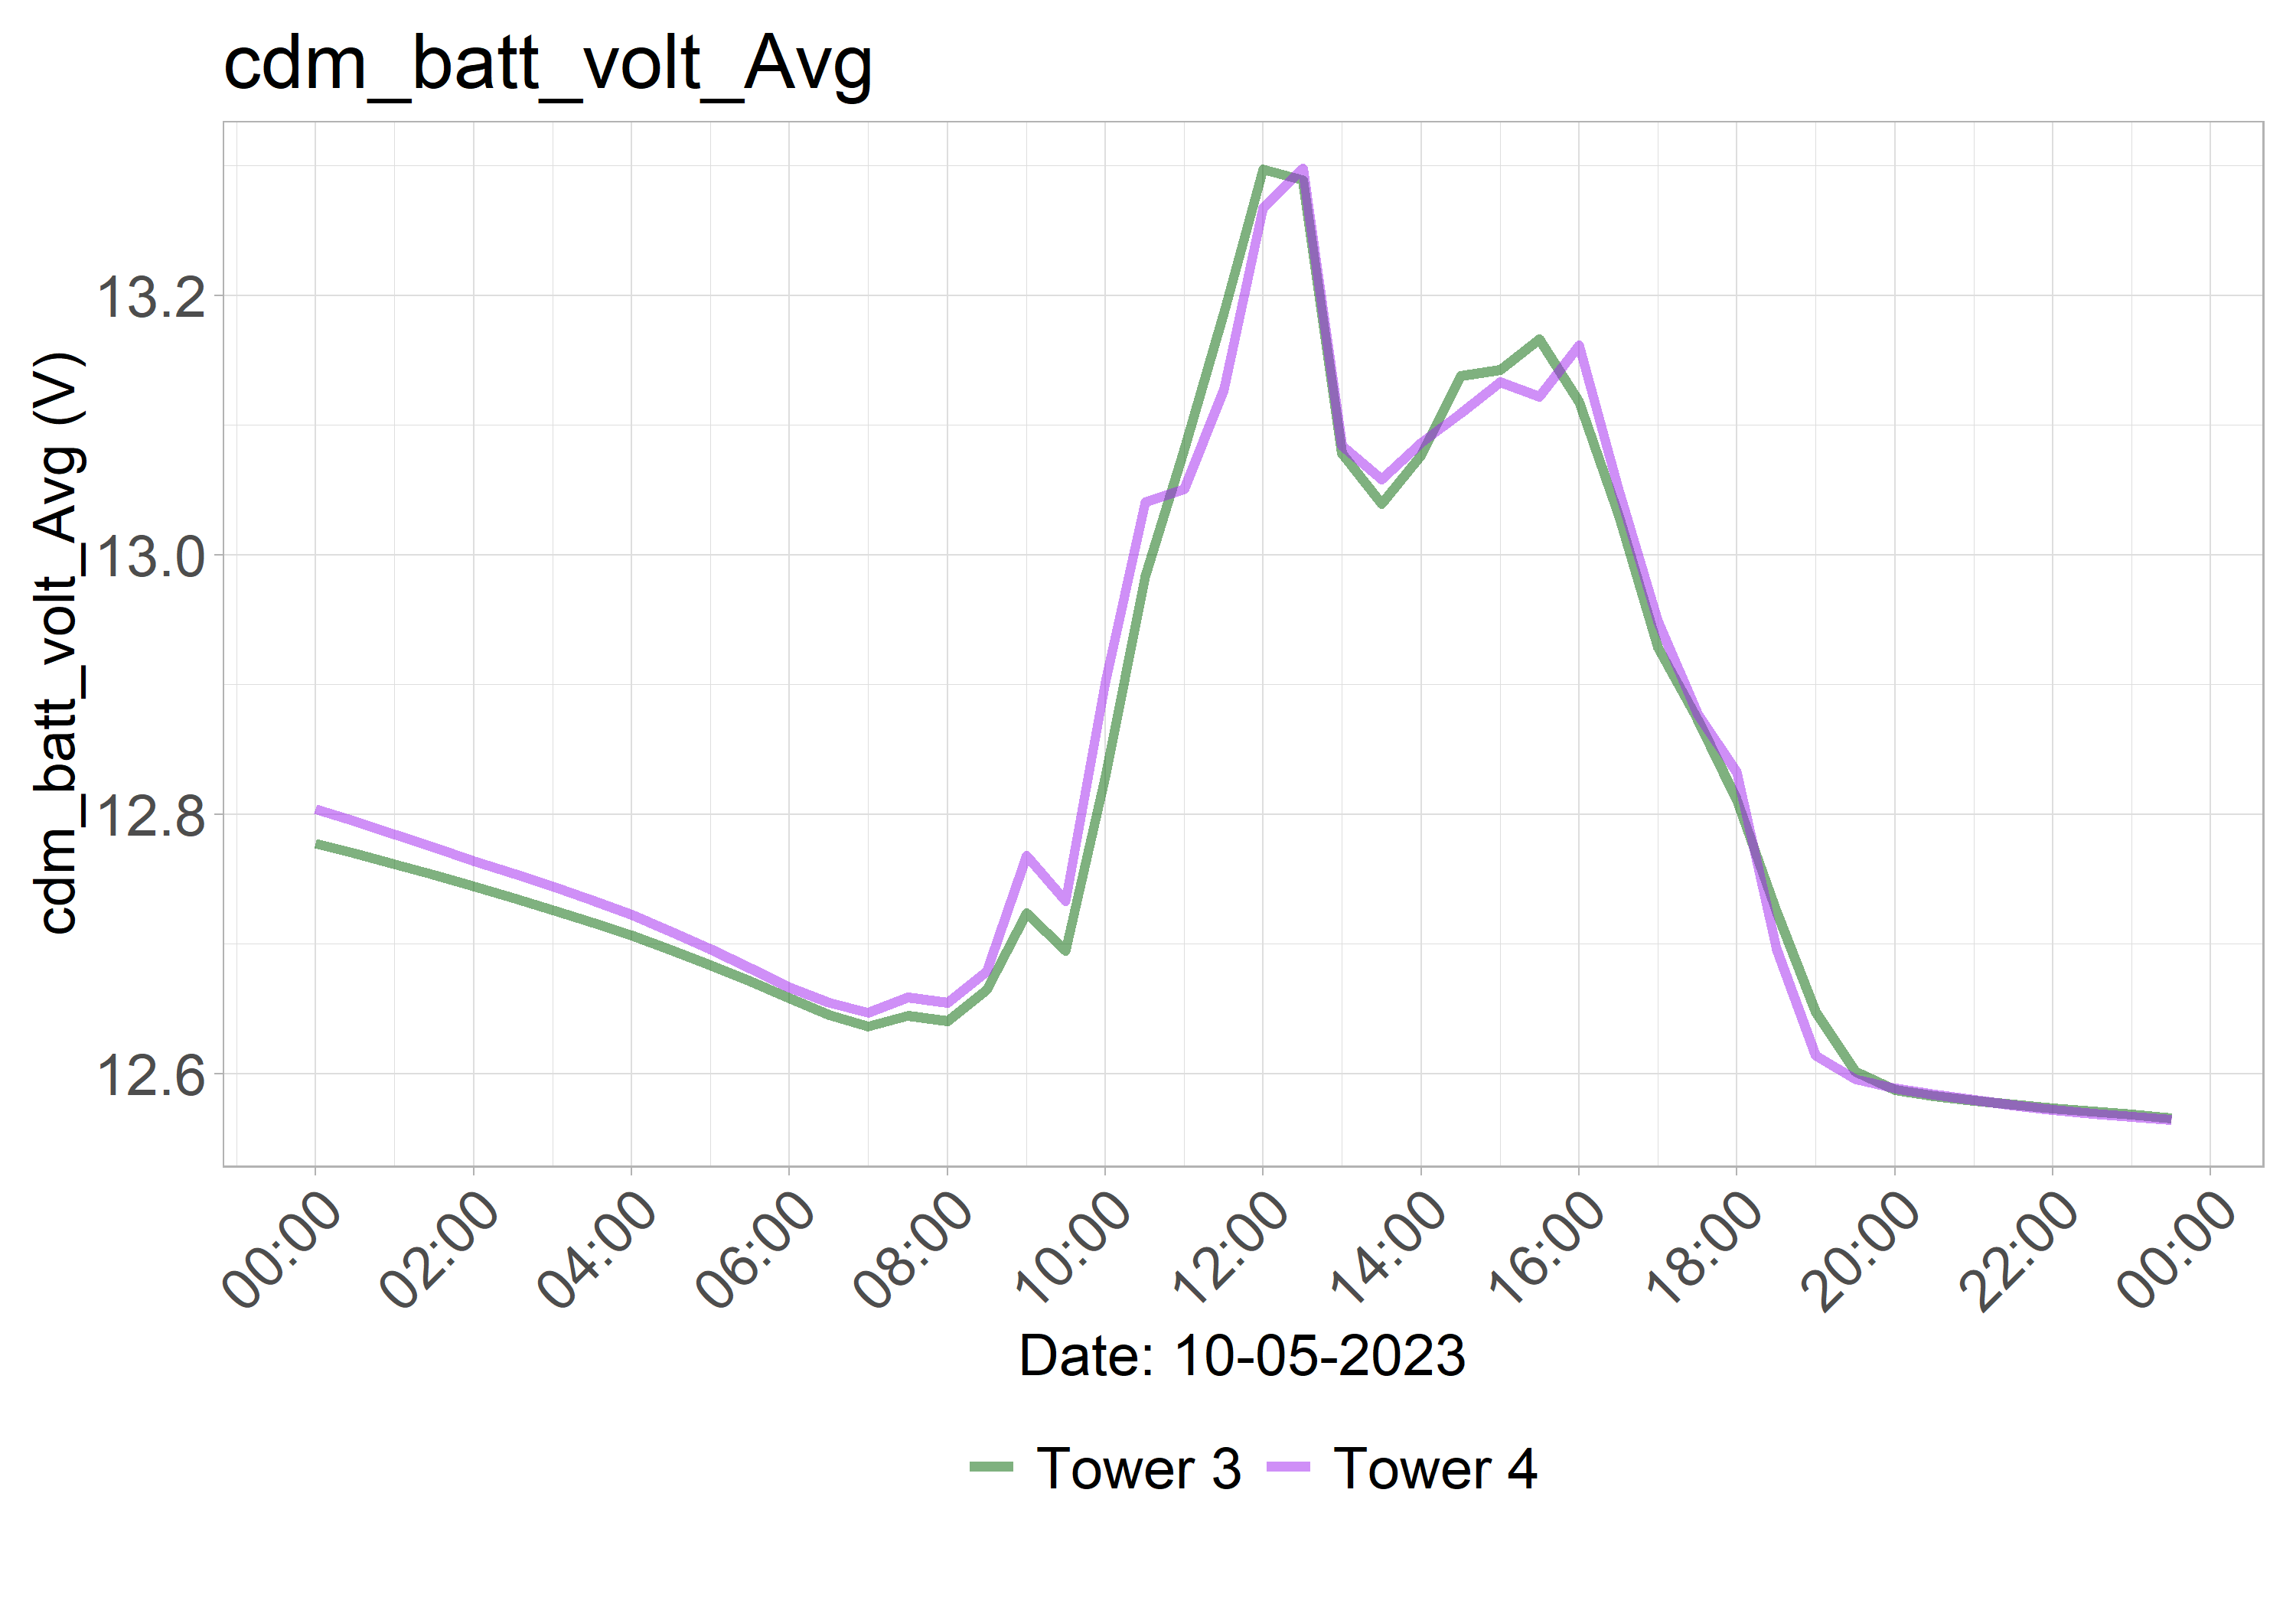 cdm_batt_volt_Avg
cdm_batt_volt_Avg (V)
13.2
13.0
12.8
12.6
00:00 02:00 04:00 06:00 08:00 10:00 12:00 14:00 16:00 18:00 20:00 22:00 00:00
Date: 10-05-2023
Tower 3 Tower 4